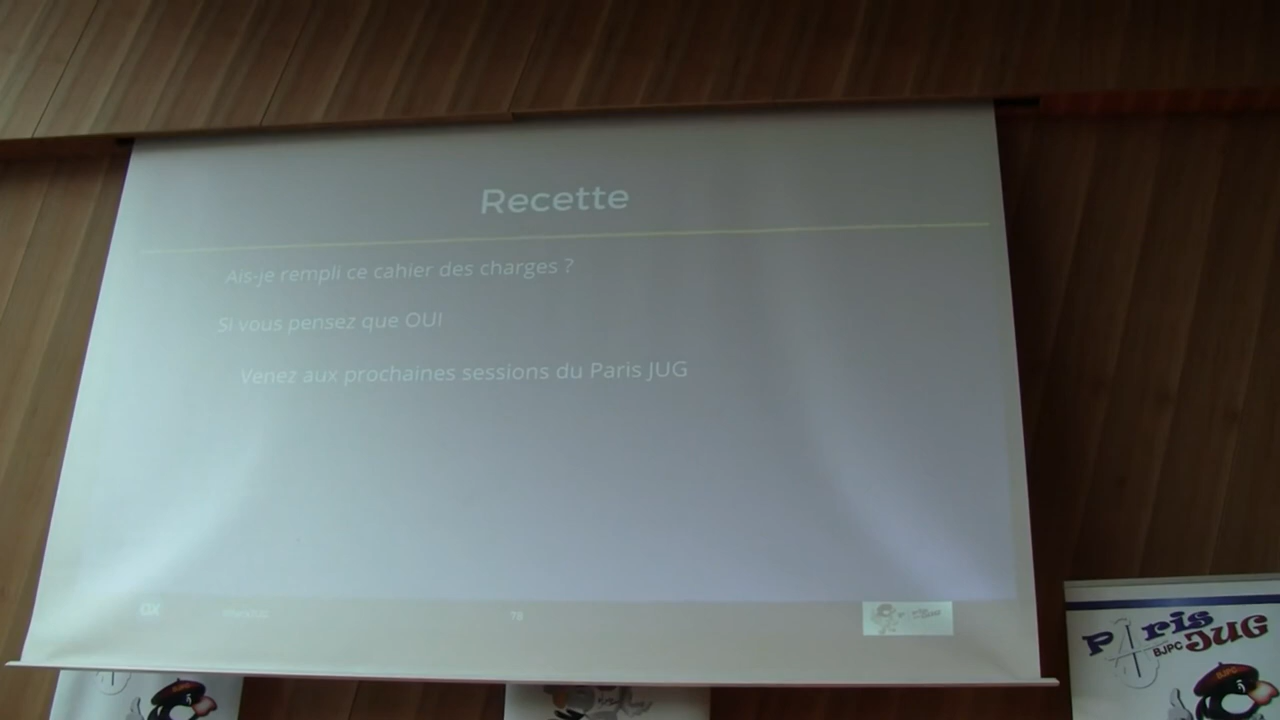 Recette
Ais-je rempli ce cahier des charges ?
Si vous pensez que OUI
Venez aux prochaines sessions du Paris JUG
78
Paris
BJPC JUG